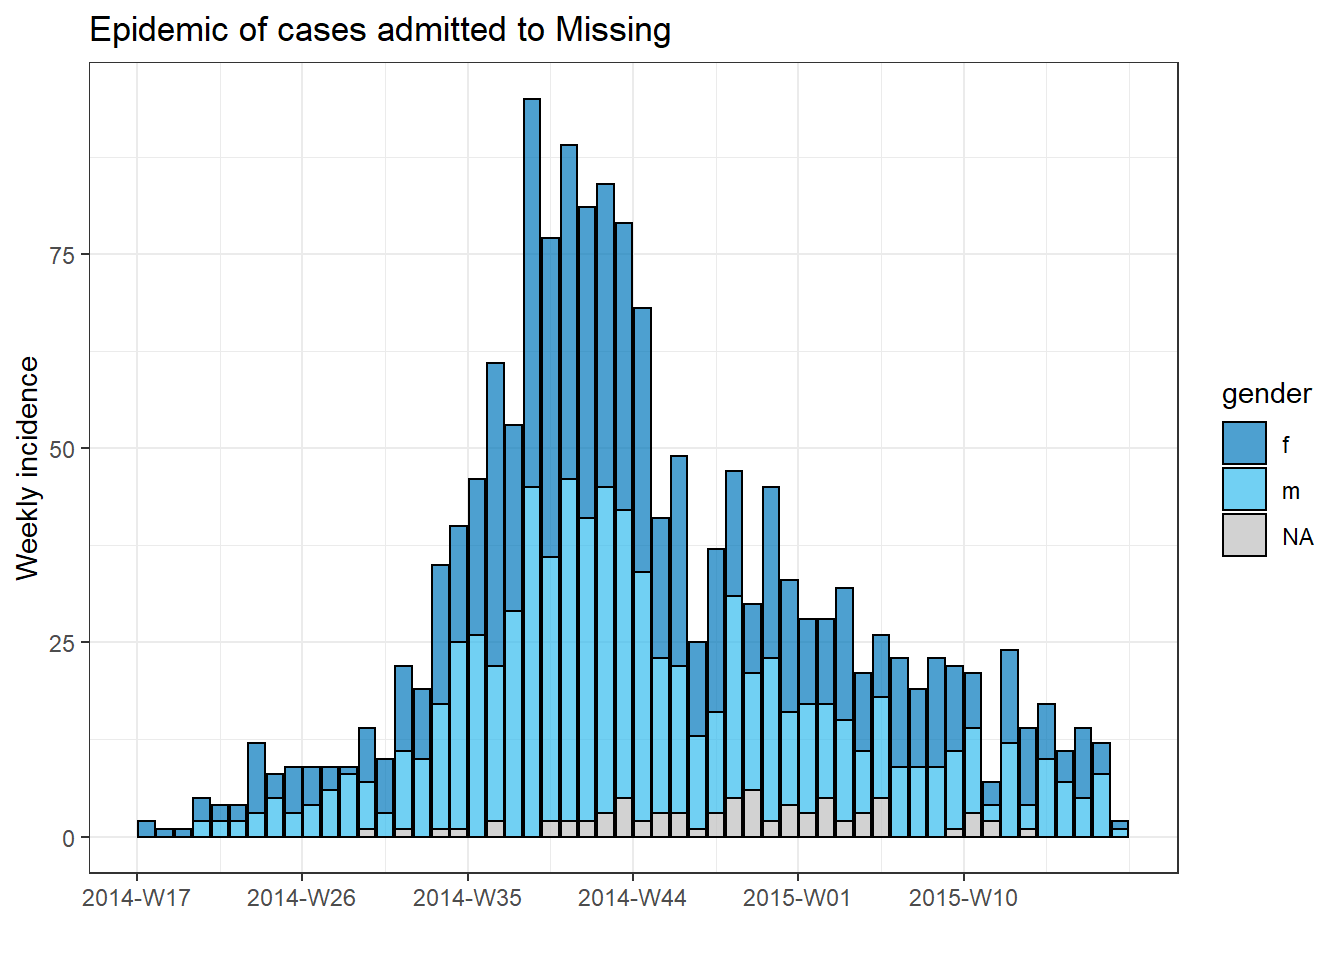 Epidemic of cases admitted to Missing
Weekly incidence
75
50
25
0
2014-W17 2014-W26 2014-W35 2014-W44 2015-W01 2015-W10
gender
f
m
NA